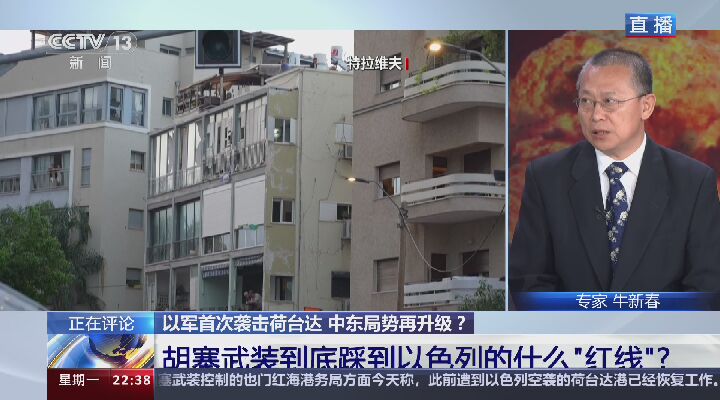 CCTV 13
新闻
特拉维夫
直播
专家 牛新春
正在评论
以军首次袭击荷台达 中东局势再升级？
胡塞武装到底踩到以色列的什么"红线"?
星期一 22:38
塞武装控制的也门红海港务局方面今天称，此前遭到以色列空袭的荷台达港已经恢复工作。